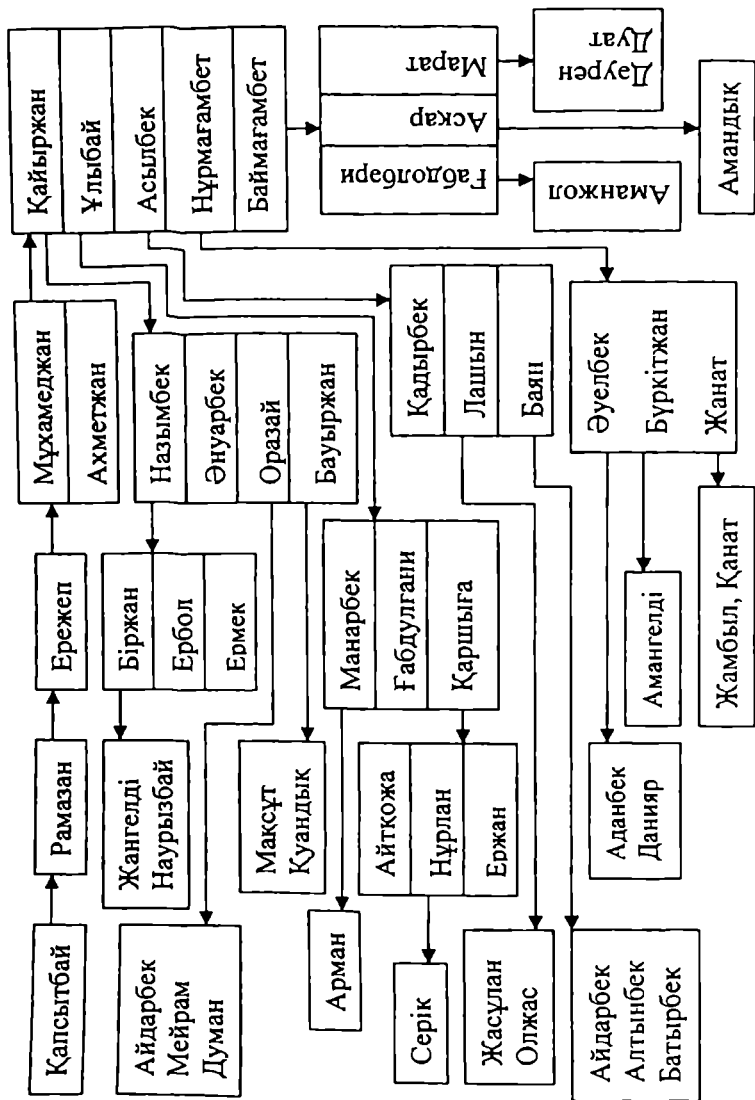 Қапсытбай
Рамазан
Ережеп
Мұхамеджан
Ахметжан
Қайыржан
Ұлыбай
Асылбек
Нұрмағамбет
Баймағамбет
Назымбек
Әнуарбек
Оразай
Бауыржан
Біржан
Ербол
Ермек
Жангелді
Наурызбай
Айдарбек
Мейрам
Думан
Мақсұт
Қуандық
Манарбек
Ғабдулғани
Қаршыға
Арман
Айтқожа
Нұрлан
Ержан
Серік
Қадырбек
Лашын
Баян
Жасұлан
Олжас
Айдарбек
Алтынбек
Батырбек
Әуелбек
Бүркітжан
Жанат
Аданбек
Данияр
Амангелді
Жамбыл, Қанат
Ғабдолбәри
Асқар
Марат
Аманжол
Амандық
Дәурен
Дуат